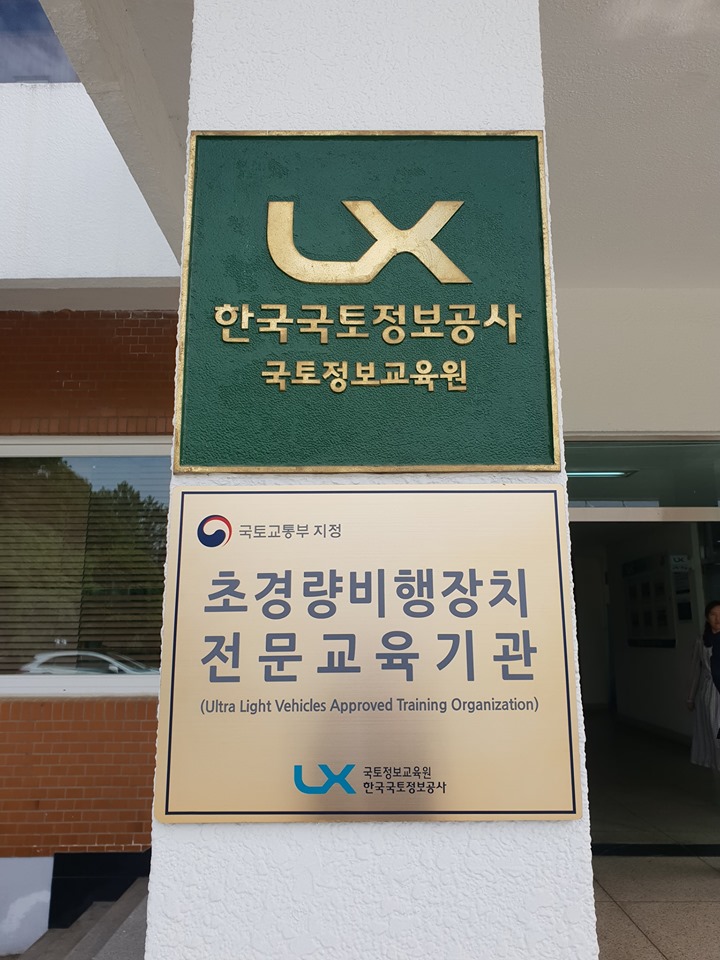 LX
한국국토정보공사
국토정보교육원
국토교통부 지정
초경량비행장치
전문교육기관
(Ultra Light Vehicles Approved Training Organization)
LX 국토정보교육원
한국국토정보공사